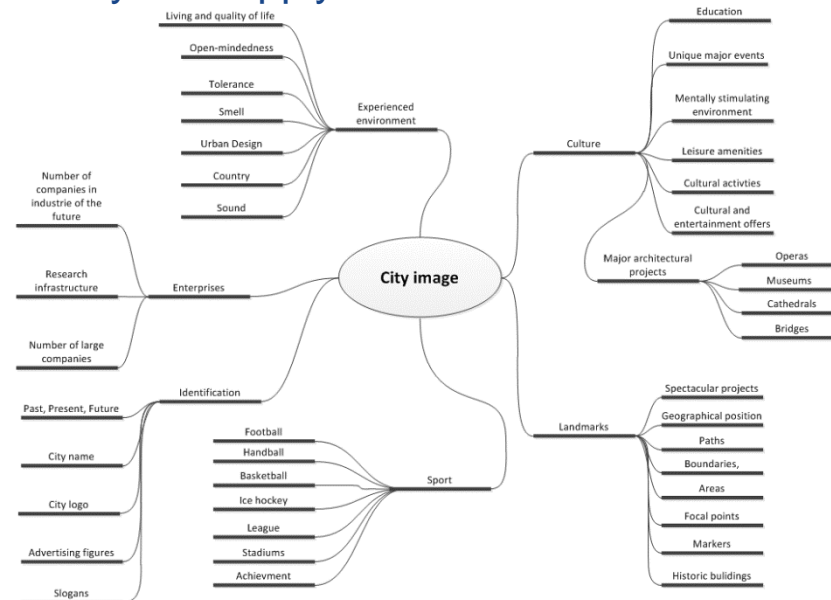 Living and quality of life
Open-mindedness
Tolerance
Smell
Urban Design
Country
Sound
Experienced
environment
Number of
companies in
industrie of the
future
Research
infrastructure
Number of large
companies
Enterprises
Identification
Past, Present, Future
City name
City logo
Advertising figures
Slogans
City image
Football
Handball
Basketball
Ice hockey
League
Stadiums
Achievment
Sport
Culture
Education
Unique major events
Mentally stimulating
environment
Leisure amenities
Cultural activties
Cultural and
entertainment offers
Major architectural
projects
Operas
Museums
Cathedrals
Bridges
Landmarks
Spectacular projects
Geographical position
Paths
Boundaries,
Areas
Focal points
Markers
Historic bulidings